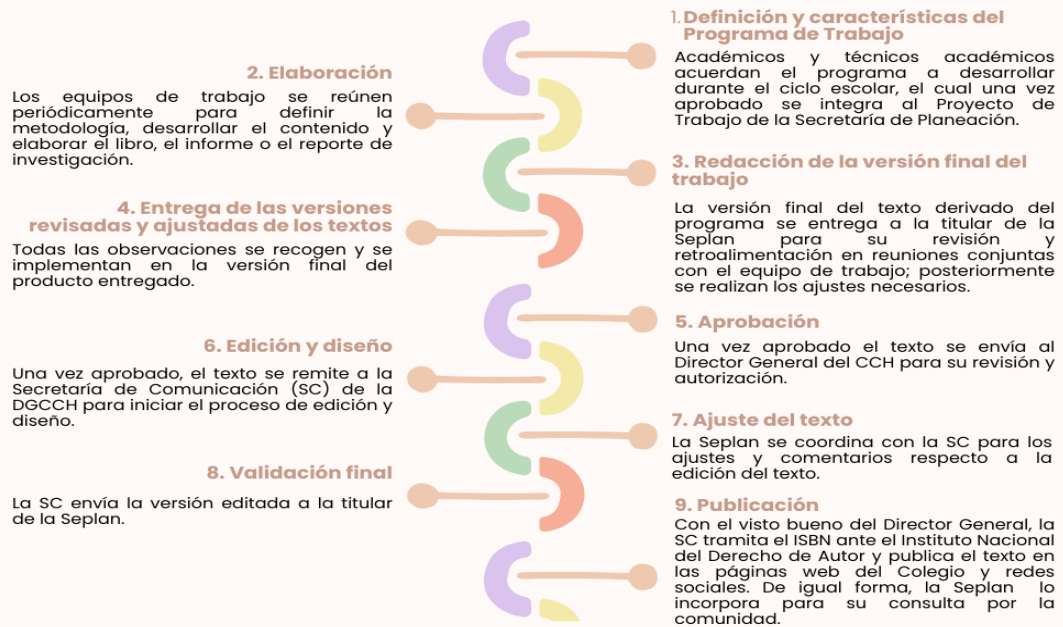 1. Definición y características del
Programa de Trabajo
Académicos y técnicos académicos
acuerdan el programa a desarrollar
durante el ciclo escolar, el cual una vez
aprobado se integra al Proyecto de
Trabajo de la Secretaría de Planeación.
2. Elaboración
Los equipos de trabajo se reúnen
periódicamente para definir la
metodología, desarrollar el contenido y
elaborar el libro, el informe o el reporte de
investigación.
3. Redacción de la versión final del
trabajo
La versión final del texto derivado del
programa se entrega a la titular de la
Seplan para su revisión y
retroalimentación en reuniones conjuntas
con el equipo de trabajo; posteriormente
se realizan los ajustes necesarios.
4. Entrega de las versiones
revisadas y ajustadas de los textos
Todas las observaciones se recogen y se
implementan en la versión final del
producto entregado.
5. Aprobación
Una vez aprobado el texto se envía al
Director General del CCH para su revisión y
autorización.
6. Edición y diseño
Una vez aprobado, el texto se remite a la
Secretaría de Comunicación (SC) de la
DGCCH para iniciar el proceso de edición y
diseño.
7. Ajuste del texto
La Seplan se coordina con la SC para los
ajustes y comentarios respecto a la
edición del texto.
8. Validación final
La SC envía la versión editada a la titular
de la Seplan.
9. Publicación
Con el visto bueno del Director General, la
SC tramita el ISBN ante el Instituto Nacional
del Derecho de Autor y publica el texto en
las páginas web del Colegio y redes
sociales. De igual forma, la Seplan lo
incorpora para su consulta por la
comunidad.